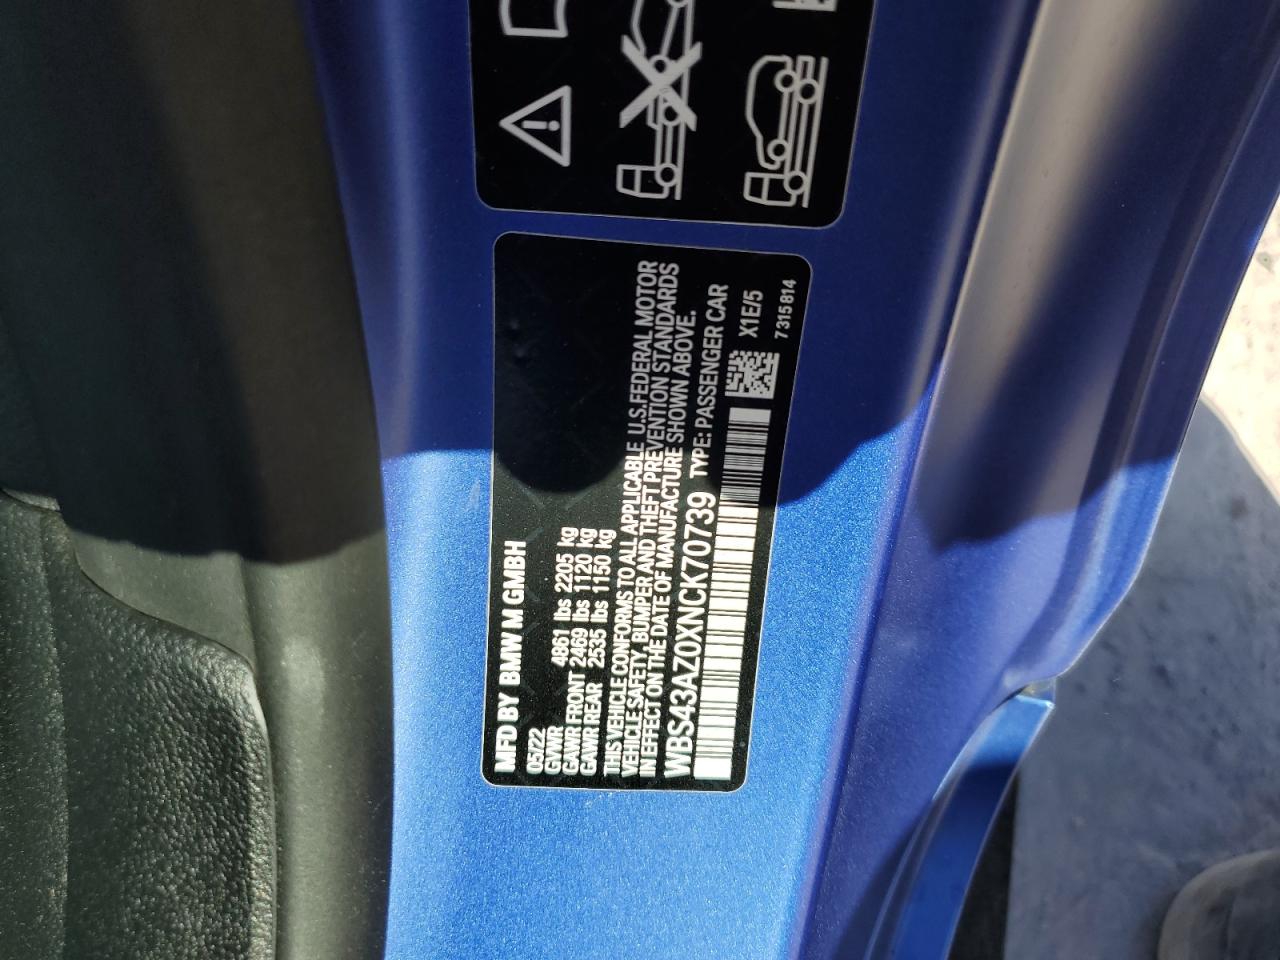 MFD BY BMW M GMBH
05/22
GVWR 4861 lbs 2205 kg
GAWR FRONT 2469 lbs 1120 kg
GAWR REAR 2535 lbs 1150 kg
THIS VEHICLE CONFORMS TO ALL APPLICABLE U.S.FEDERAL MOTOR
VEHICLE SAFETY, BUMPER AND THEFT PREVENTION STANDARDS
IN EFFECT ON THE DATE OF MANUFACTURE SHOWN ABOVE.
WBS43AZ0XNCK70739 TYPE: PASSENGER CAR
X1E/5
7315814